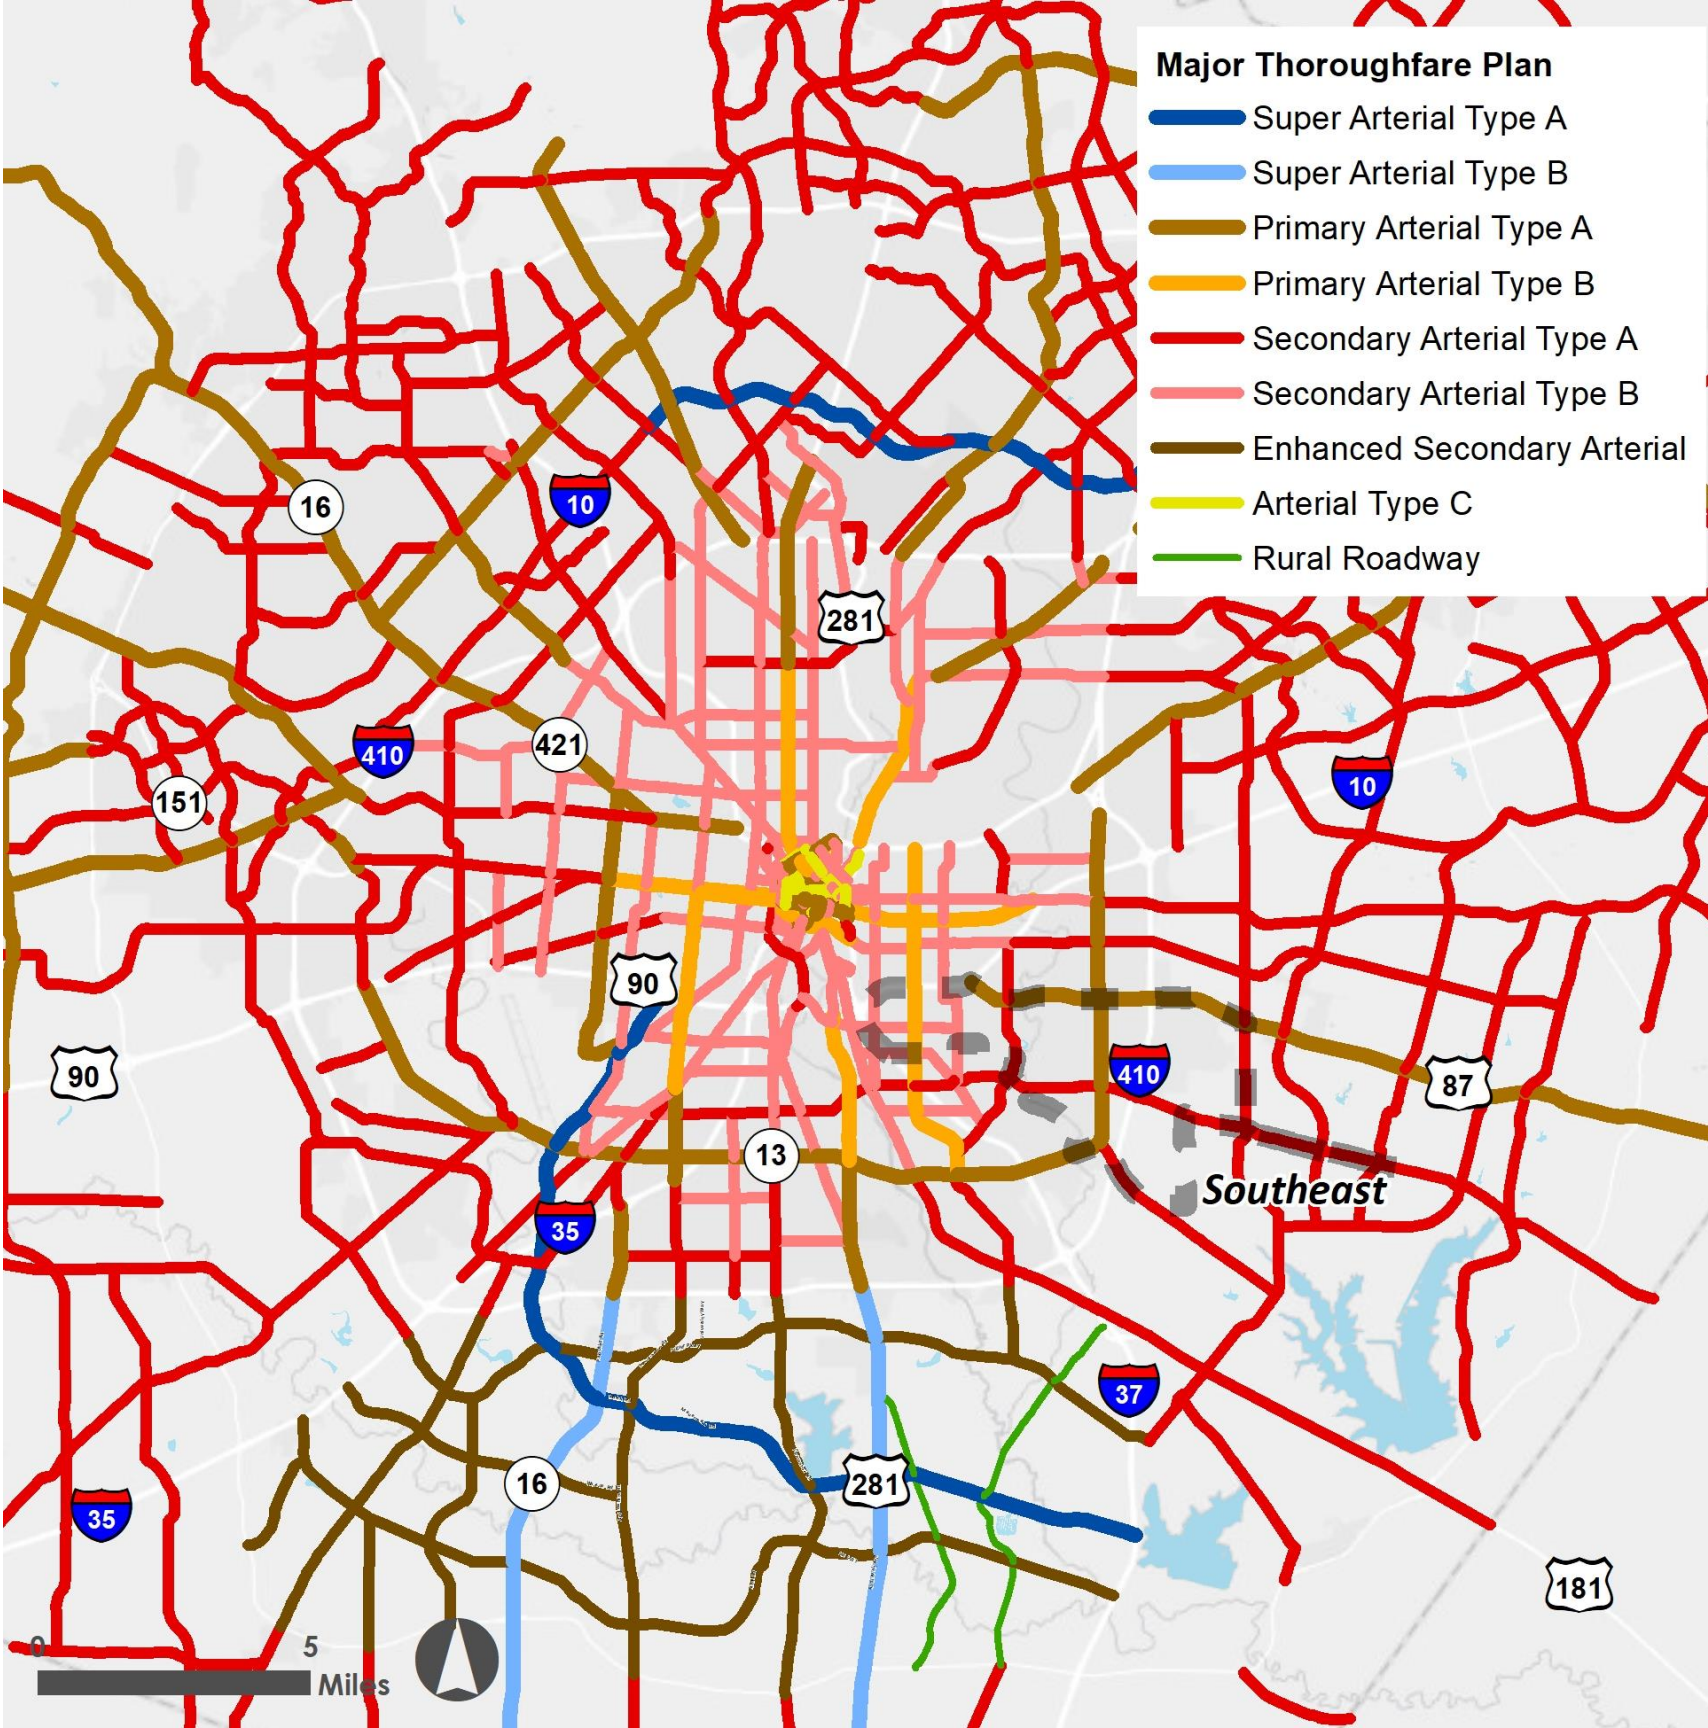 Major Thoroughfare Plan
Super Arterial Type A
Super Arterial Type B
Primary Arterial Type A
Primary Arterial Type B
Secondary Arterial Type A
Secondary Arterial Type B
Enhanced Secondary Arterial
Arterial Type C
Rural Roadway
16
10
281
410
421
151
10
90
90
410
87
13
Southeast
35
37
16
281
35
181
0 5
Miles